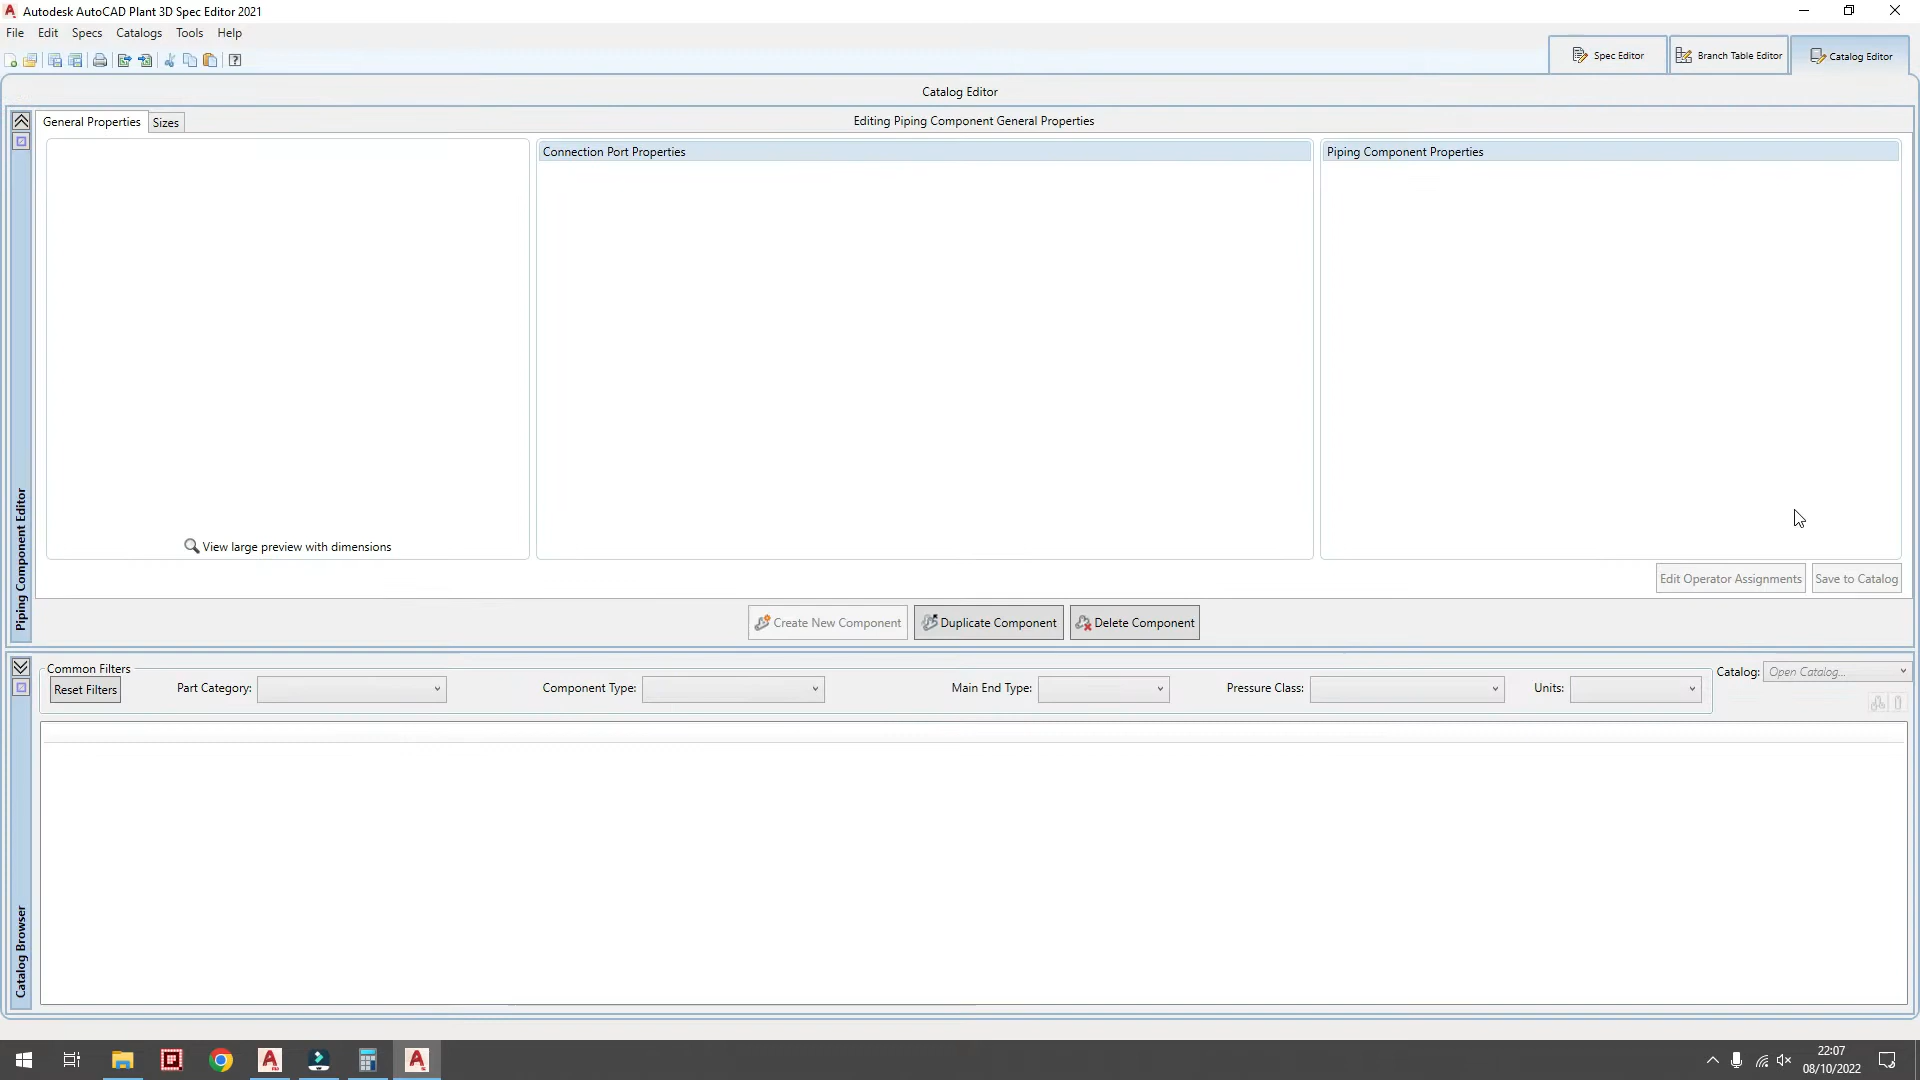 Autodesk AutoCAD Plant 3D Spec Editor 2021
File Edit Specs Catalogs Tools Help
Spec Editor
Branch Table Editor
Catalog Editor
Catalog Editor
General Properties
Sizes
Editing Piping Component General Properties
Connection Port Properties
Piping Component Properties
View large preview with dimensions
Piping Component Editor
Edit Operator Assignments
Save to Catalog
Create New Component
Duplicate Component
Delete Component
Common Filters
Reset Filters
Part Category:
Component Type:
Main End Type:
Pressure Class:
Units:
Catalog:
Open Catalog...
Catalog Browser
22:07
08/10/2022